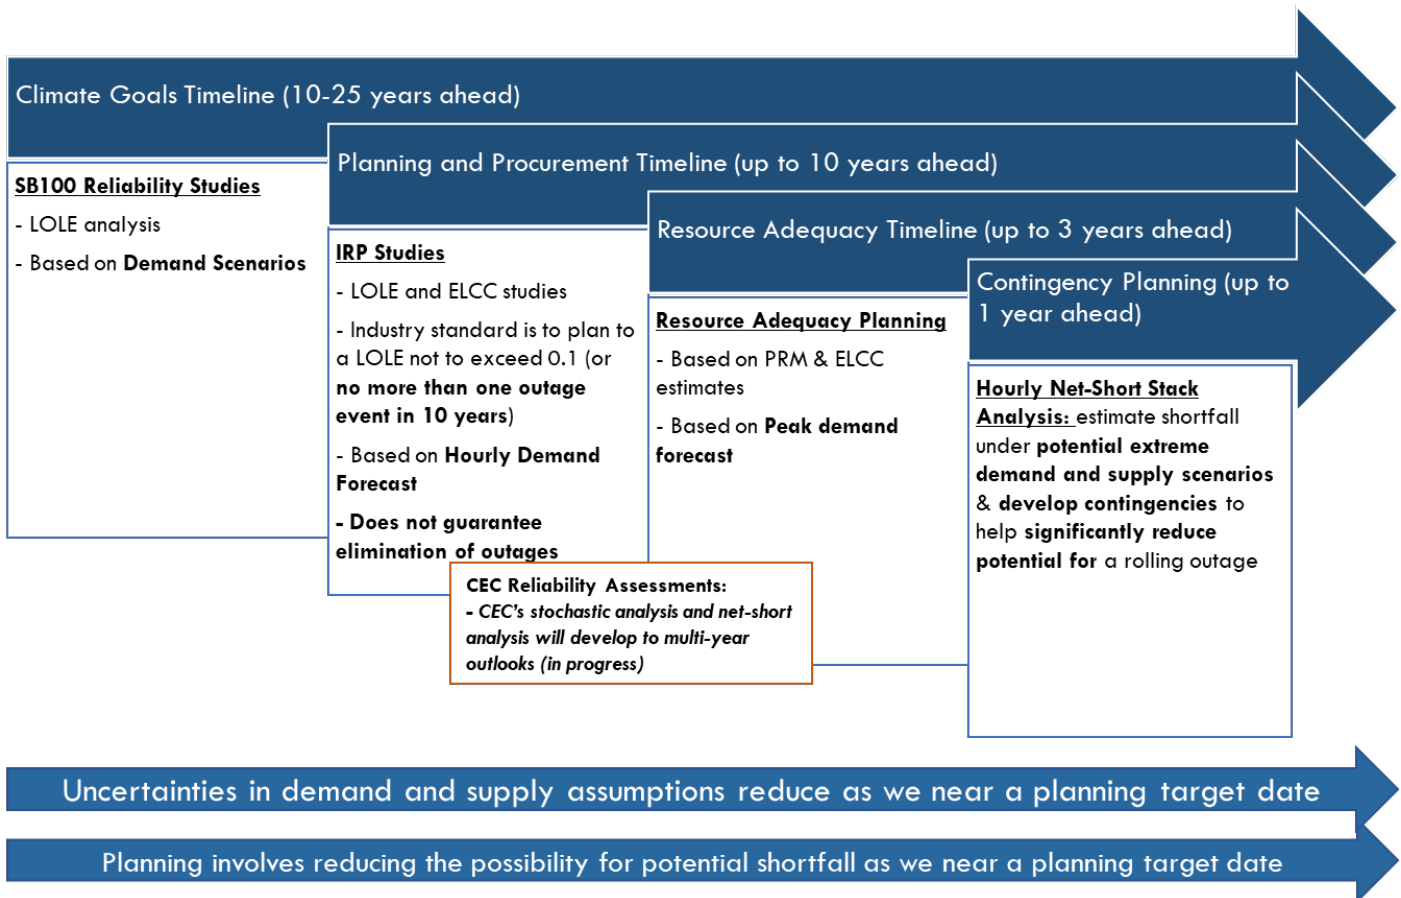 Climate Goals Timeline (10-25 years ahead)
Planning and Procurement Timeline (up to 10 years ahead)
Resource Adequacy Timeline (up to 3 years ahead)
Contingency Planning (up to
1 year ahead)
SB100 Reliability Studies
- LOLE analysis
- Based on Demand Scenarios
IRP Studies
- LOLE and ELCC studies
- Industry standard is to plan to
a LOLE not to exceed 0.1 (or
no more than one outage
event in 10 years)
- Based on Hourly Demand
Forecast
- Does not guarantee
elimination of outages
Resource Adequacy Planning
- Based on PRM & ELCC
estimates
- Based on Peak demand
forecast
Hourly Net-Short Stack
Analysis: estimate shortfall
under potential extreme
demand and supply scenarios
& develop contingencies to
help significantly reduce
potential for a rolling outage
CEC Reliability Assessments:
- CEC's stochastic analysis and net-short
analysis will develop to multi-year
outlooks (in progress)
Uncertainties in demand and supply assumptions reduce as we near a planning target date
Planning involves reducing the possibility for potential shortfall as we near a planning target date